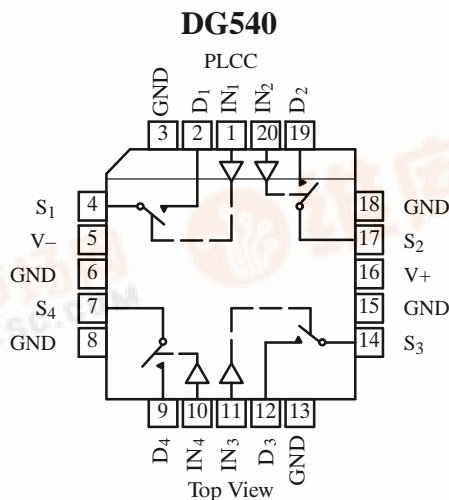 DG540
PLCC
GND D1 IN1 IN2 D2
3 2 1 20 19
S1 4 18 GND
V– 5 17 S2
GND 6 16 V+
S4 7 15 GND
GND 8 14 S3
9 10 11 12 13
D4 IN4 IN3 D3 GND
Top View